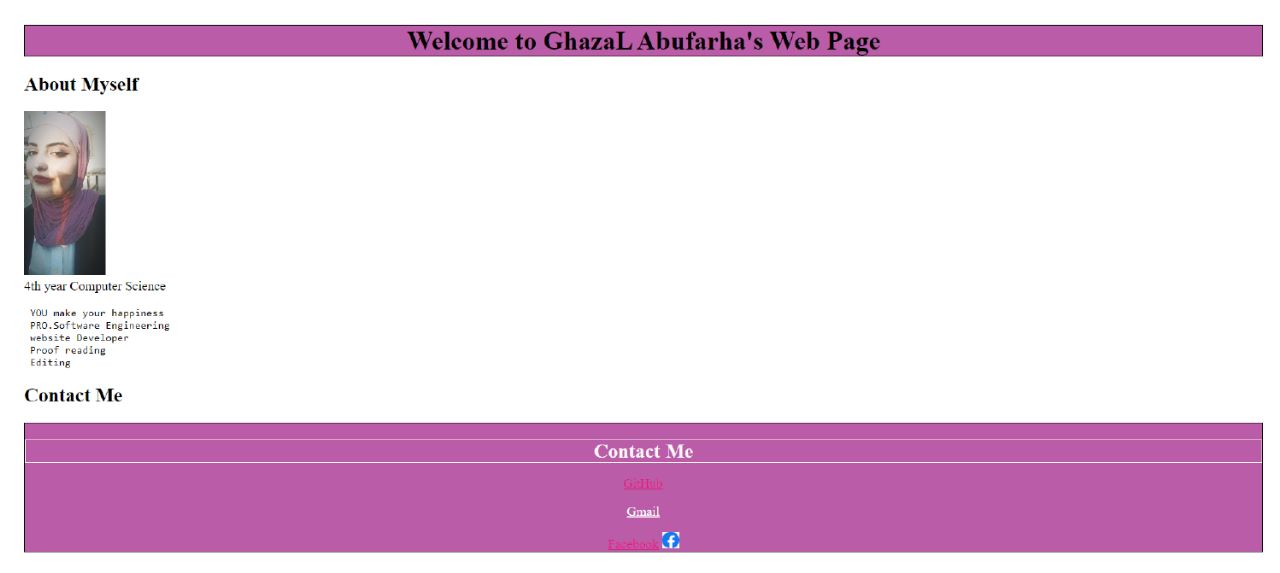 Welcome to GhazaL Abufarha's Web Page
About Myself
4th year Computer Science
YOU make your happiness
PRO.Software Engineering
website Developer
Proof reading
Editing
Contact Me
Contact Me
GitHub
Gmail
Facebook